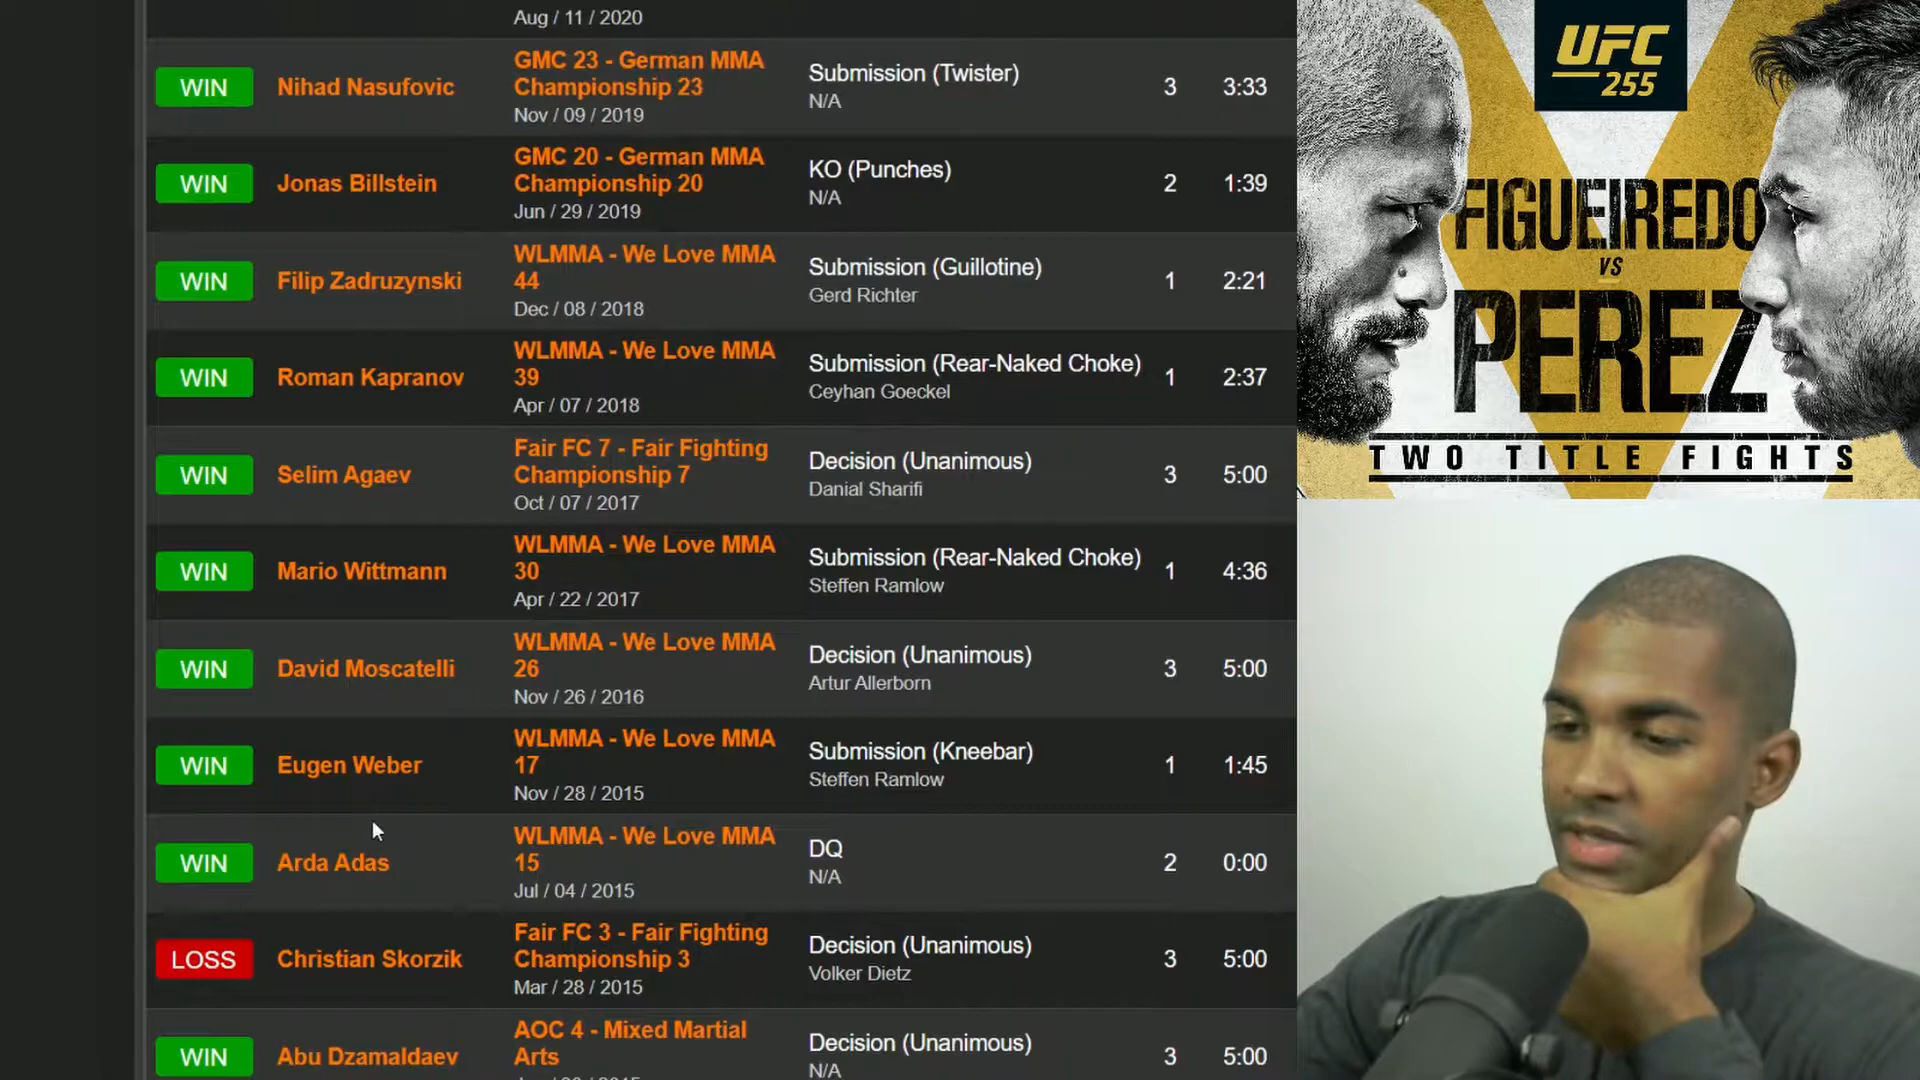 Aug / 11 / 2020
WIN
Nihad Nasufovic
GMC 23 - German MMA
Championship 23
Nov / 09 / 2019
Submission (Twister)
N/A
3
3:33
WIN
Jonas Billstein
GMC 20 - German MMA
Championship 20
Jun / 29 / 2019
KO (Punches)
N/A
2
1:39
WIN
Filip Zadruzynski
WLMMA - We Love MMA
44
Dec / 08 / 2018
Submission (Guillotine)
Gerd Richter
1
2:21
WIN
Roman Kapranov
WLMMA - We Love MMA
39
Apr / 07 / 2018
Submission (Rear-Naked Choke)
Ceyhan Goeckel
1
2:37
WIN
Selim Agaev
Fair FC 7 - Fair Fighting
Championship 7
Oct / 07 / 2017
Decision (Unanimous)
Danial Sharifi
3
5:00
WIN
Mario Wittmann
WLMMA - We Love MMA
30
Apr / 22 / 2017
Submission (Rear-Naked Choke)
Steffen Ramlow
1
4:36
WIN
David Moscatelli
WLMMA - We Love MMA
26
Nov / 26 / 2016
Decision (Unanimous)
Artur Allerborn
3
5:00
WIN
Eugen Weber
WLMMA - We Love MMA
17
Nov / 28 / 2015
Submission (Kneebar)
Steffen Ramlow
1
1:45
WIN
Arda Adas
WLMMA - We Love MMA
15
Jul / 04 / 2015
DQ
N/A
2
0:00
LOSS
Christian Skorzik
Fair FC 3 - Fair Fighting
Championship 3
Mar / 28 / 2015
Decision (Unanimous)
Volker Dietz
3
5:00
WIN
Abu Dzamaldaev
AOC 4 - Mixed Martial
Arts
Decision (Unanimous)
N/A
3
5:00
UFC
255
FIGUEIREDO
VS
PEREZ
TWO TITLE FIGHTS